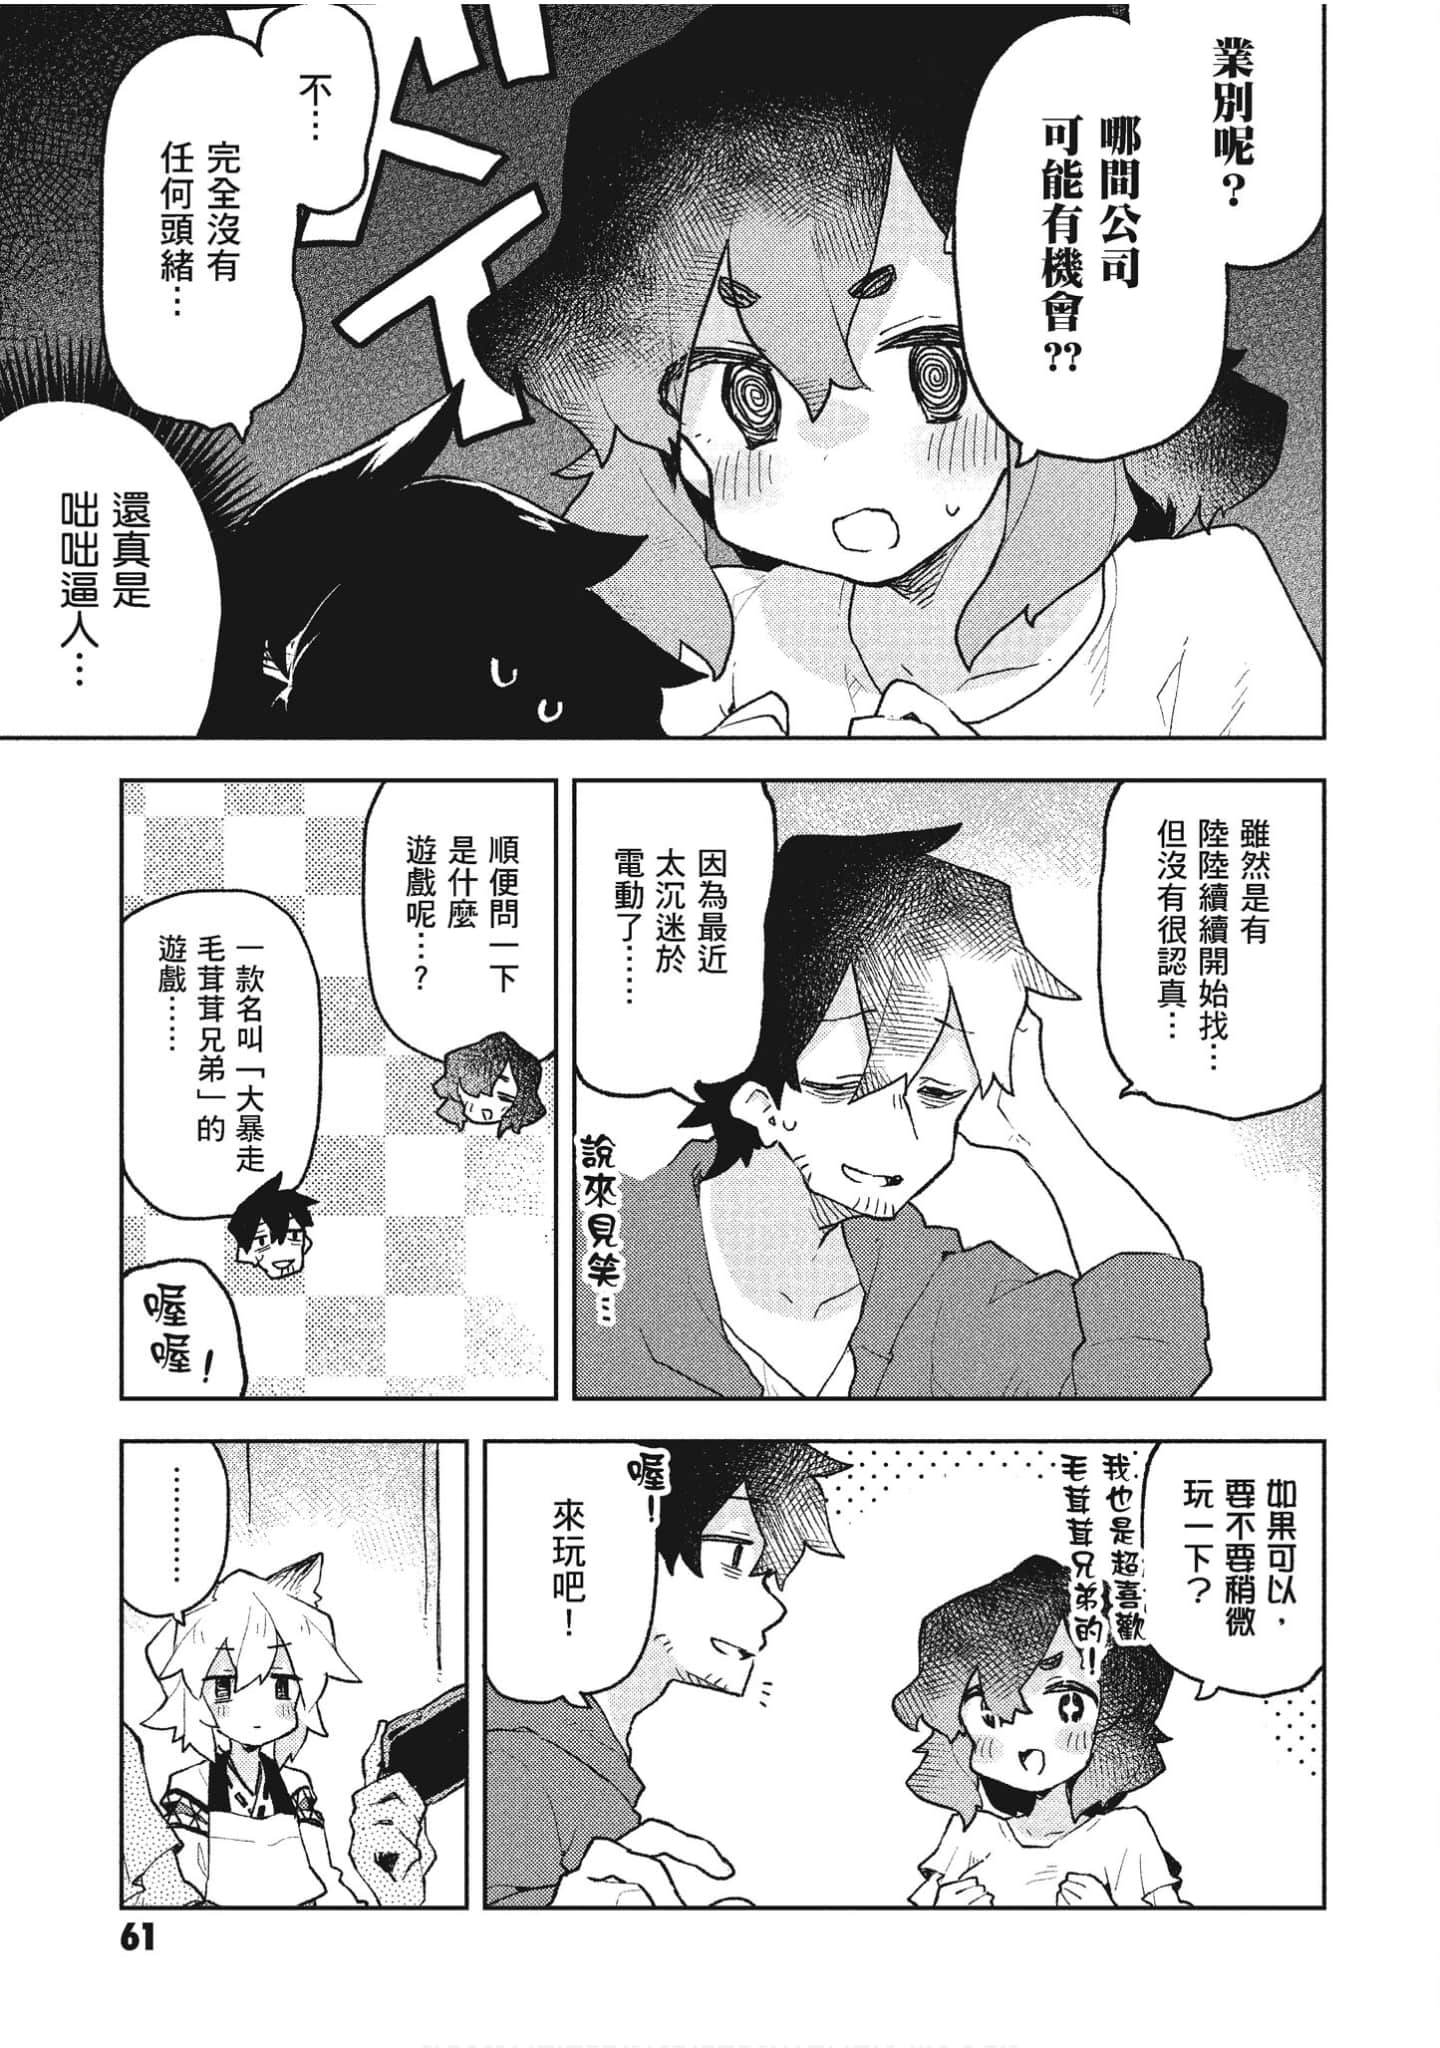 業別呢？
哪間公司
可能有機會??
不…
完全沒有
任何頭緒…
還真是
咄咄逼人…
雖然是有
陸陸續續開始找…
但沒有很認真…
因為最近
太沉迷於
電動了……
說來見笑…
順便問一下
是什麼
遊戲呢…?
一款名叫「大暴走
毛茸茸兄弟」的
遊戲……
喔
喔！
如果可以，
要不要稍微
玩一下？
我也是超喜歡
毛茸茸兄弟的！
喔！
來玩吧！
………
61